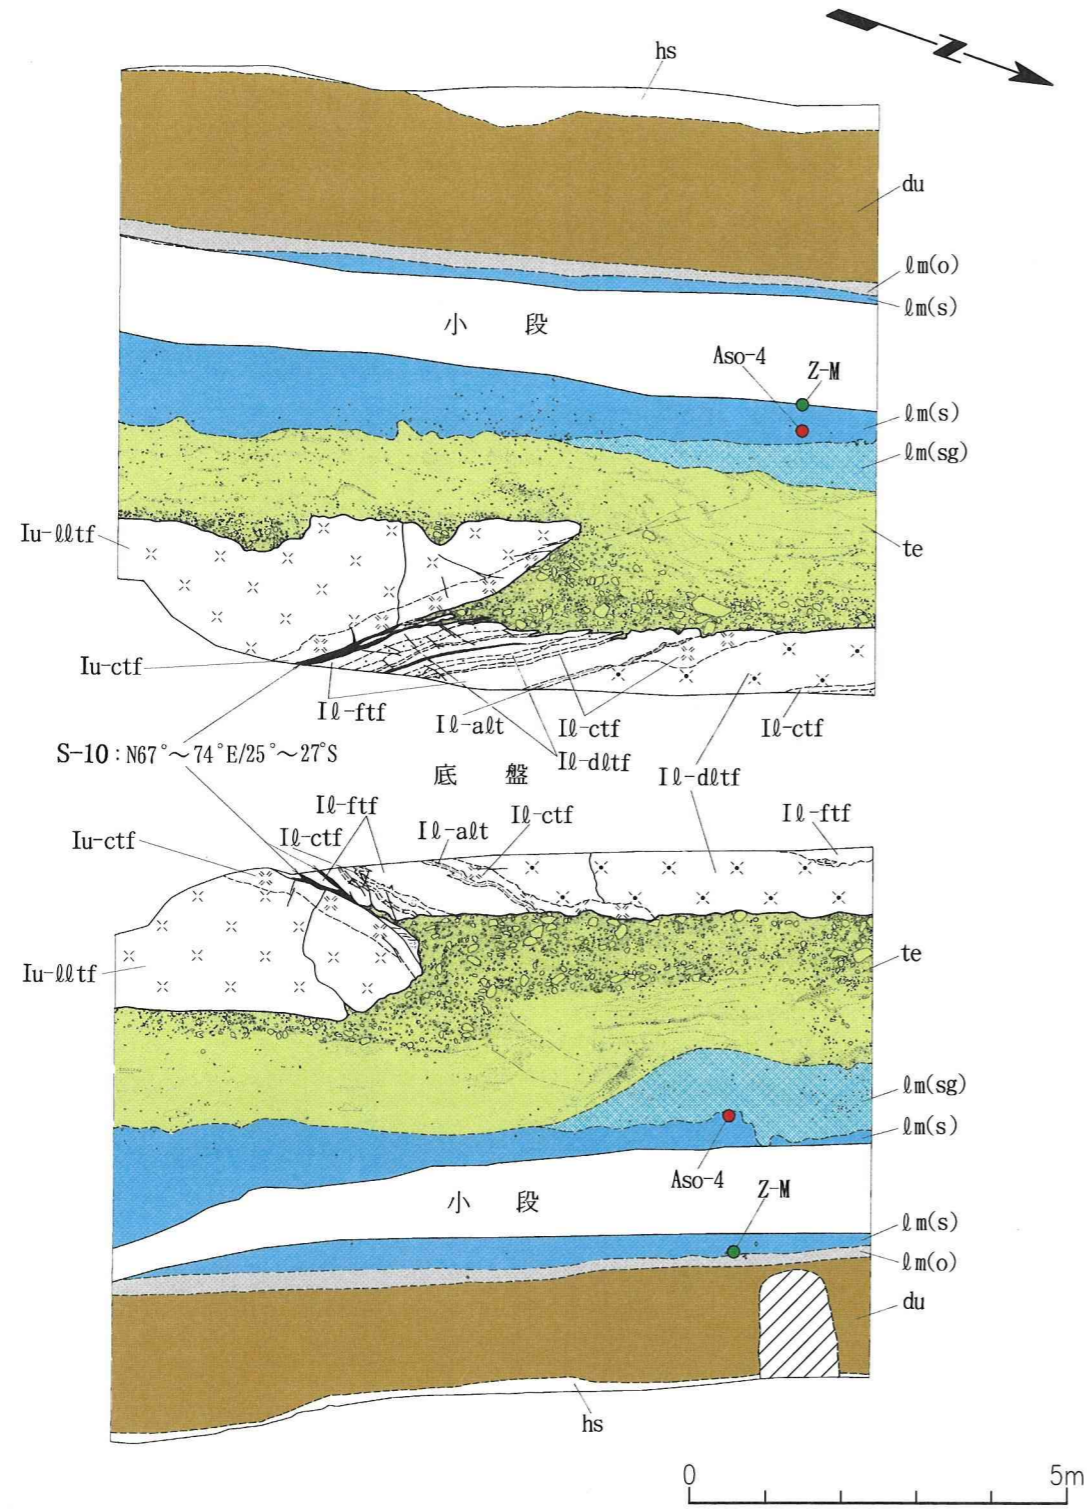 Z
hs
du
ℓm(o)
ℓm(s)
小 段
Aso-4
Z-M
ℓm(s)
ℓm(sg)
Iu-ℓℓtf
te
Iu-ctf
Iℓ-ftf
Iℓ-alt
Iℓ-ctf
Iℓ-ctf
S-10：N67°～74°E/25°～27°S
Iℓ-dℓtf
底 盤
Iℓ-dℓtf
Iℓ-ftf
Iℓ-ctf
Iℓ-ftf
Iu-ctf
Iℓ-ctf
Iℓ-alt
te
Iu-ℓℓtf
ℓm(sg)
ℓm(s)
Aso-4
Z-M
小 段
ℓm(s)
ℓm(o)
du
hs
0 5m